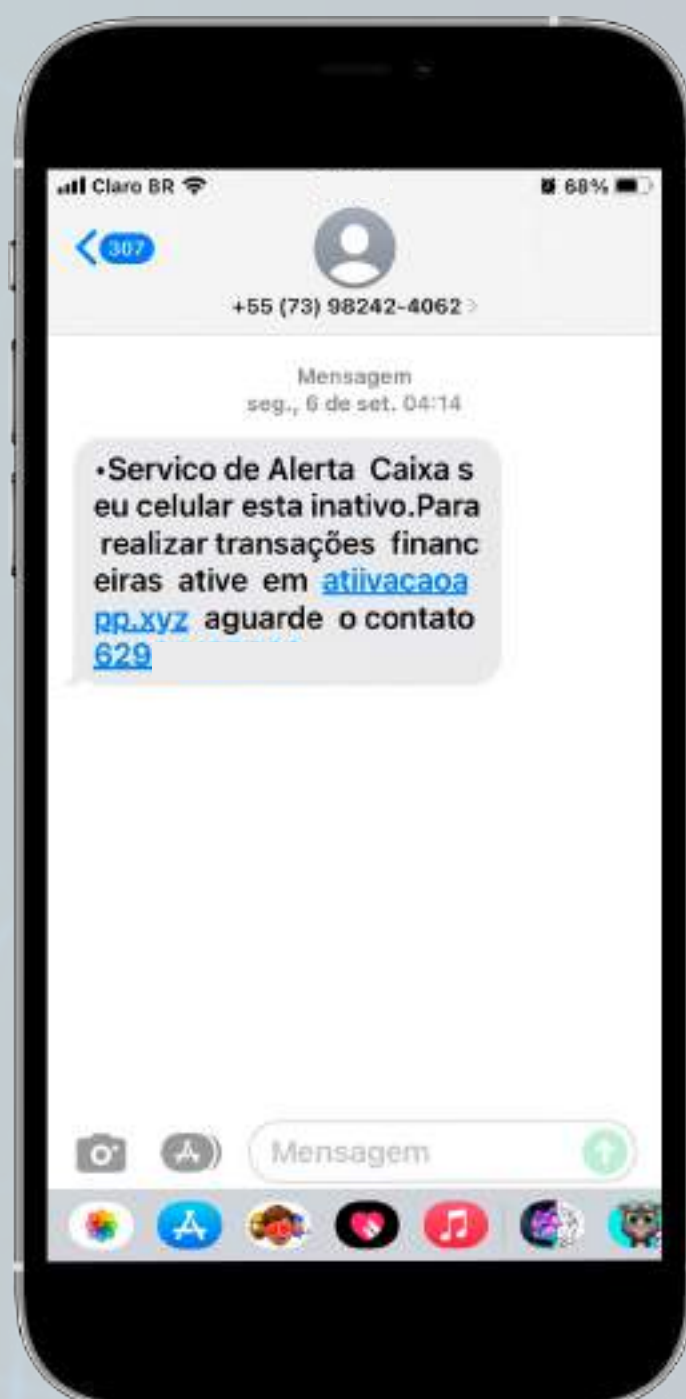 Claro BR
68%
307
+55 (73) 98242-4062
Mensagem
seg., 6 de set. 04:14
•Servico de Alerta  Caixa s
eu celular esta inativo.Para
realizar transações  financ
eiras  ative  em  atiivacaoa
pp.xyz  aguarde  o contato
629
Mensagem